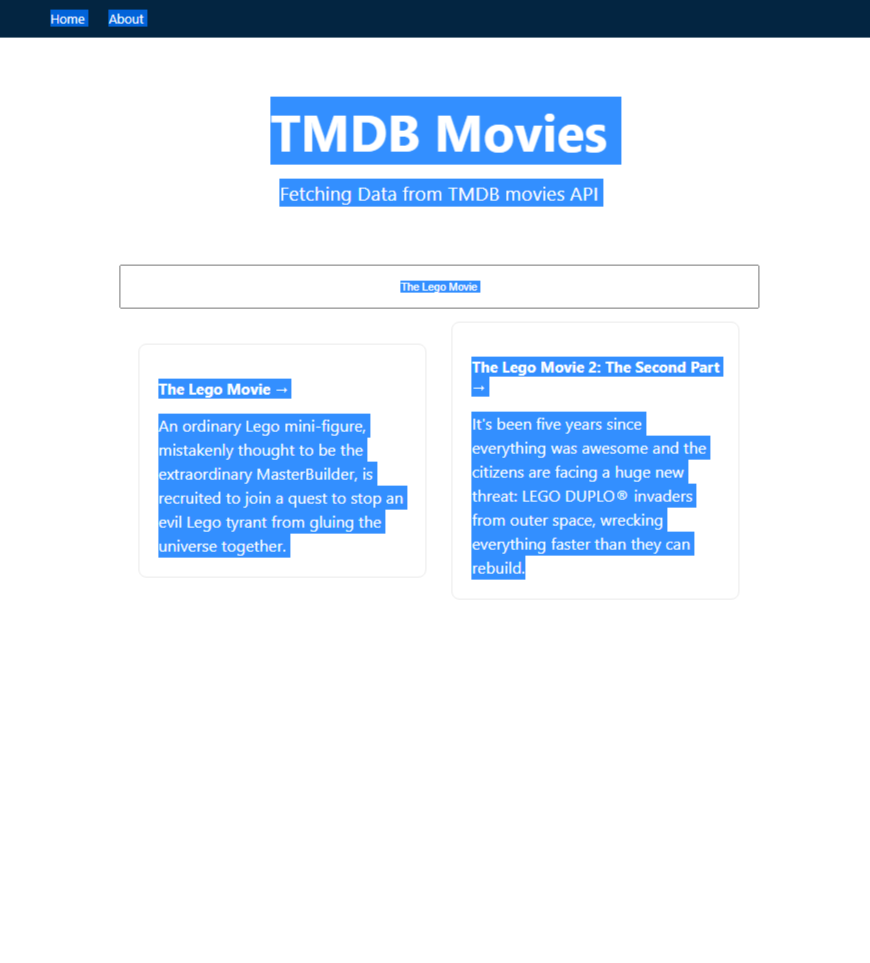 Home About
TMDB Movies
Fetching Data from TMDB movies API
The Lego Movie
The Lego Movie →
An ordinary Lego mini-figure,
mistakenly thought to be the
extraordinary MasterBuilder, is
recruited to join a quest to stop an
evil Lego tyrant from gluing the
universe together.
The Lego Movie 2: The Second Part
→
It's been five years since
everything was awesome and the
citizens are facing a huge new
threat: LEGO DUPLO® invaders
from outer space, wrecking
everything faster than they can
rebuild.